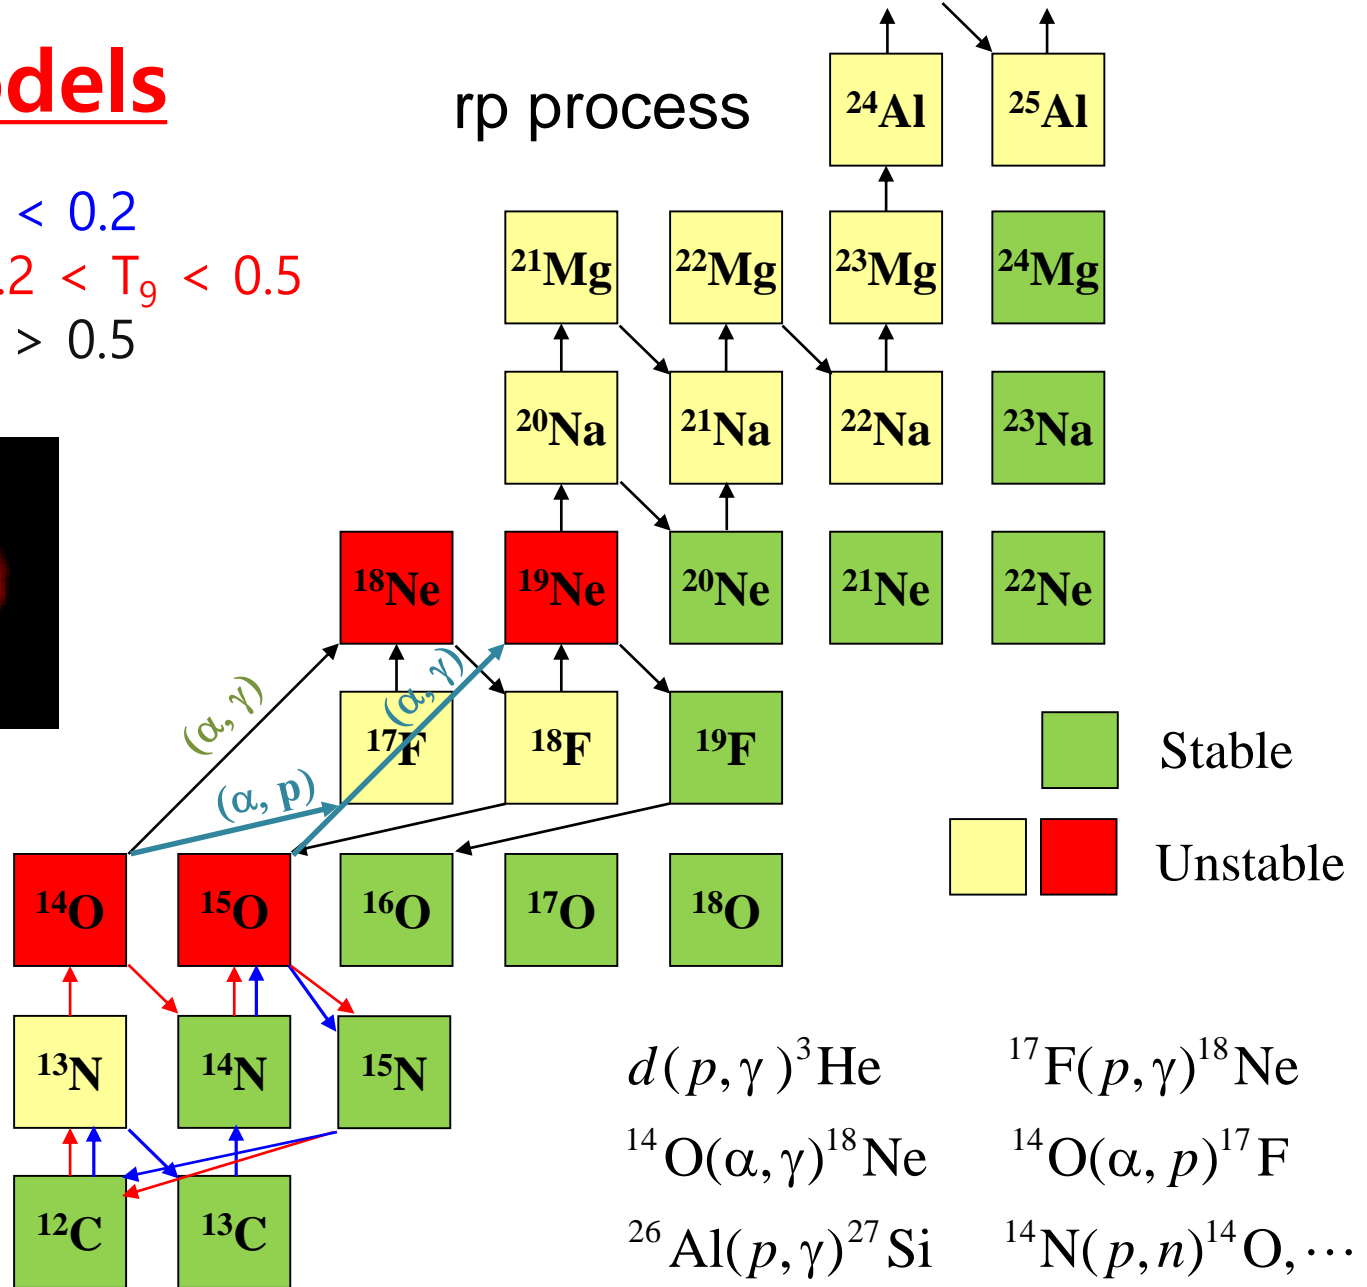 odels
rp process
< 0.2
.2 < T₉ < 0.5
> 0.5
²⁴Al ²⁵Al
²¹Mg ²²Mg ²³Mg ²⁴Mg
²⁰Na ²¹Na ²²Na ²³Na
¹⁸Ne ¹⁹Ne ²⁰Ne ²¹Ne ²²Ne
(α, γ) (α, γ)
¹⁷F ¹⁸F ¹⁹F
(α, p)
Stable
Unstable
¹⁴O ¹⁵O ¹⁶O ¹⁷O ¹⁸O
¹³N ¹⁴N ¹⁵N
¹²C ¹³C
d(p, γ)³He ¹⁷F(p, γ)¹⁸Ne
¹⁴O(α, γ)¹⁸Ne ¹⁴O(α, p)¹⁷F
²⁶Al(p, γ)²⁷Si ¹⁴N(p, n)¹⁴O, ⋯